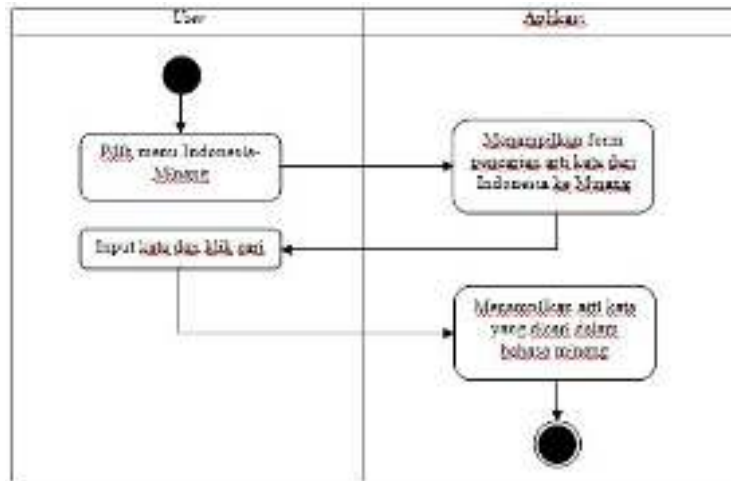 User
Aplikasi
Pilih menu Indonesia-
Minang
Menampilkan form
pencarian arti kata dari
Indonesia ke Minang
Input kata dan klik cari
Menampilkan arti kata
yang dicari dalam
bahasa minang